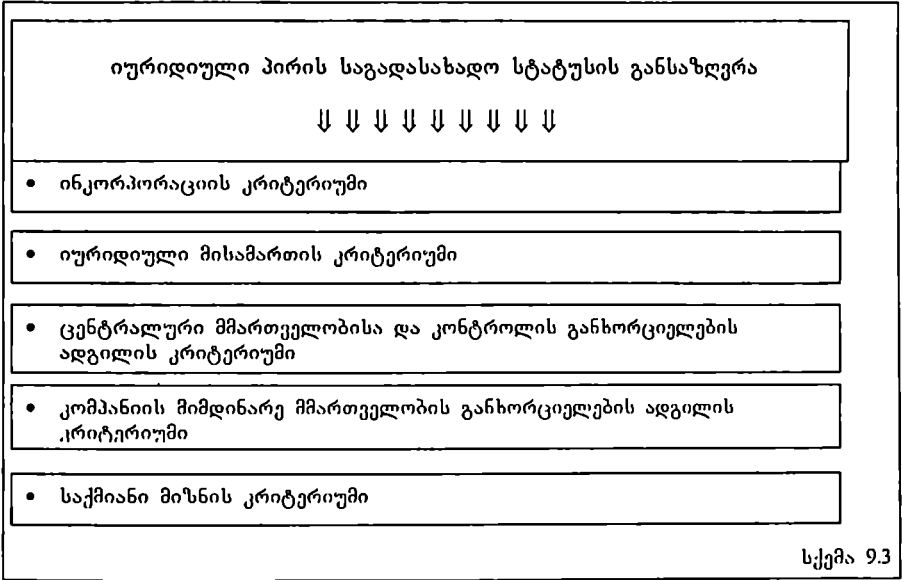 იურიდიული პირის საგადასახადო სტატუსის განსაზღვრა
⇓ ⇓ ⇓ ⇓ ⇓ ⇓ ⇓ ⇓ ⇓
• ინკორპორაციის კრიტერიუმი
• იურიდიული მისამართის კრიტერიუმი
• ცენტრალური მმართველობისა და კონტროლის განხორციელების
ადგილის კრიტერიუმი
• კომპანიის მიმდინარე მმართველობის განხორციელების ადგილის
კრიტერიუმი
• საქმიანი მიზნის კრიტერიუმი
სქემა 9.3